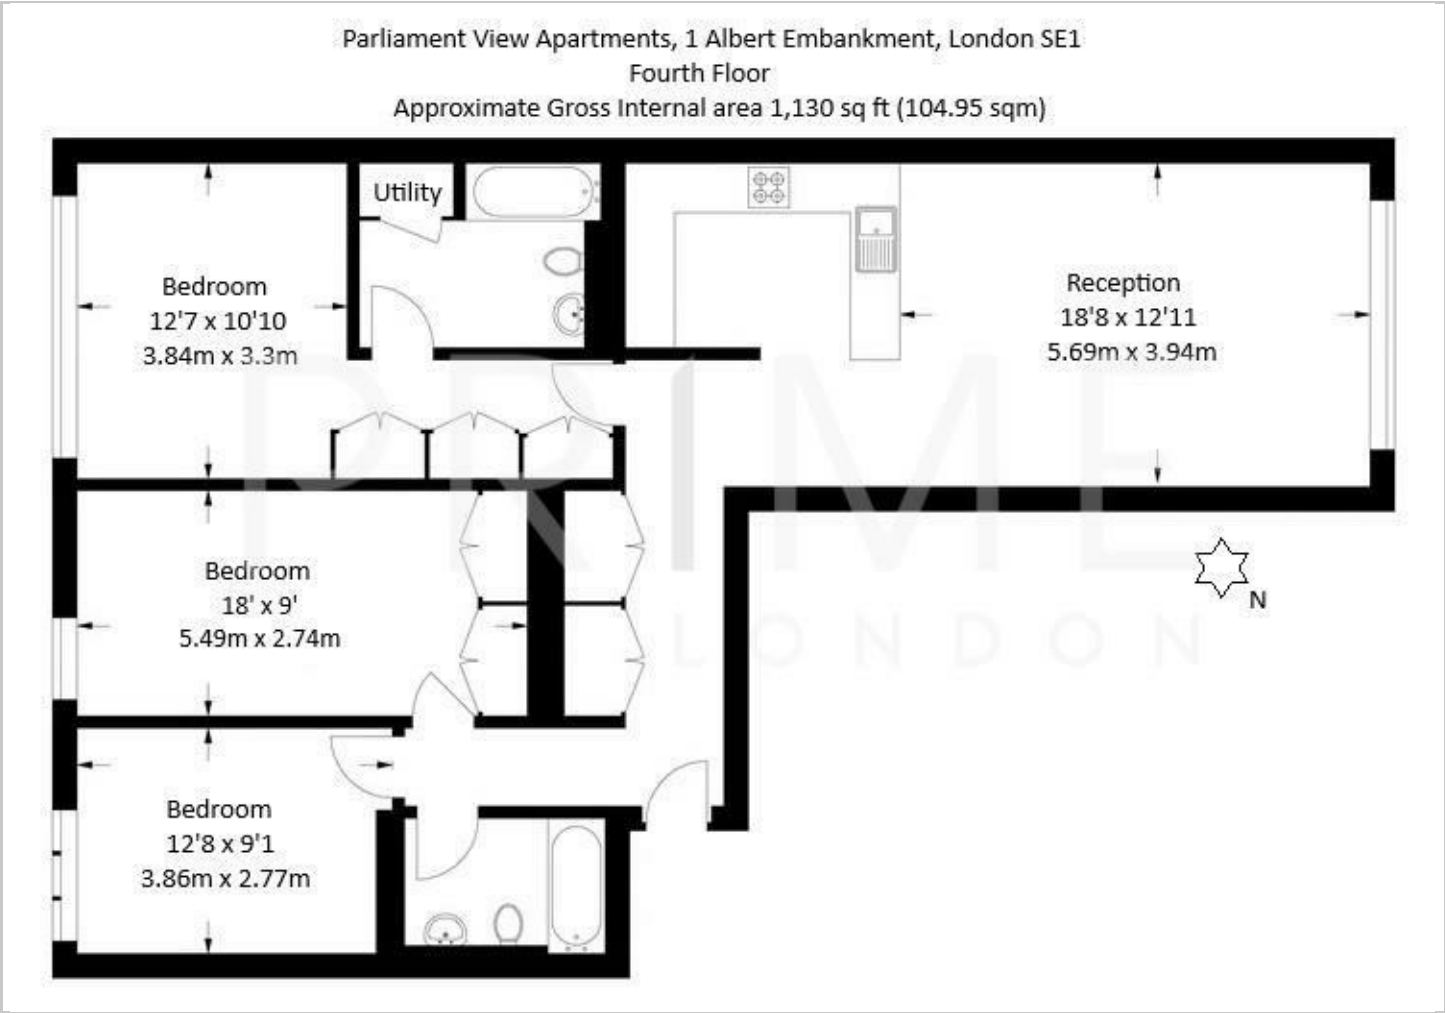 Parliament View Apartments, 1 Albert Embankment, London SE1
Fourth Floor
Approximate Gross Internal area 1,130 sq ft (104.95 sqm)
Utility
Bedroom
12'7 x 10'10
3.84m x 3.3m
Reception
18'8 x 12'11
5.69m x 3.94m
PRIME
LONDON
Bedroom
18' x 9'
5.49m x 2.74m
N
Bedroom
12'8 x 9'1
3.86m x 2.77m